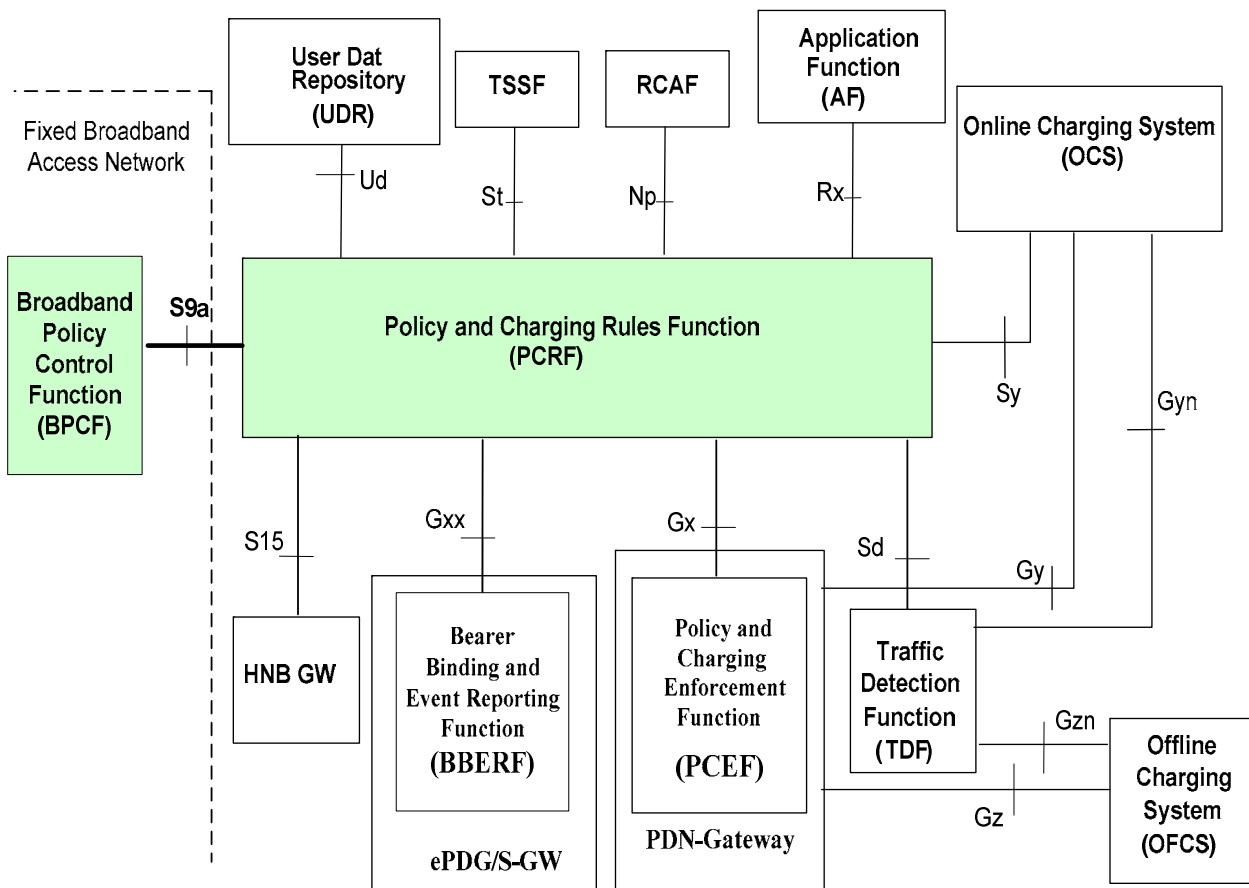 User Dat
Repository
(UDR)
TSSF
RCAF
Application
Function
(AF)
Online Charging System
(OCS)
Fixed Broadband
Access Network
Ud
St
Np
Rx
Broadband
Policy
Control
Function
(BPCF)
S9a
Policy and Charging Rules Function
(PCRF)
Sy
Gyn
S15
Gxx
Gx
Sd
Gy
HNB GW
Bearer
Binding and
Event Reporting
Function
(BBERF)
ePDG/S-GW
Policy and
Charging
Enforcement
Function
(PCEF)
PDN-Gateway
Traffic
Detection
Function
(TDF)
Gzn
Gz
Offline
Charging
System
(OFCS)